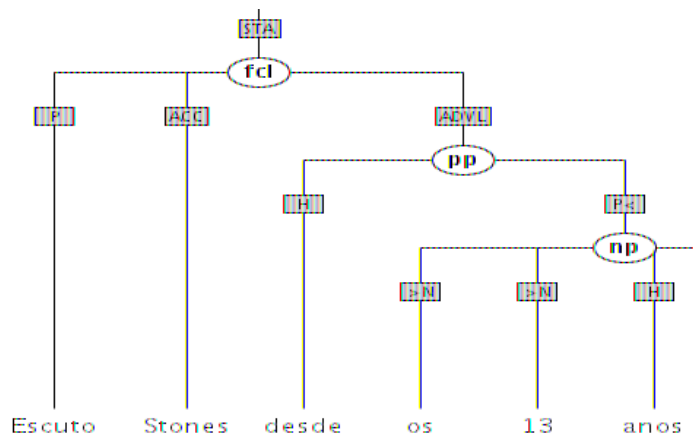 STA
fcl
P ACC ADVL
pp
H P<
np
>N >N H
Escuto Stones desde os 13 anos